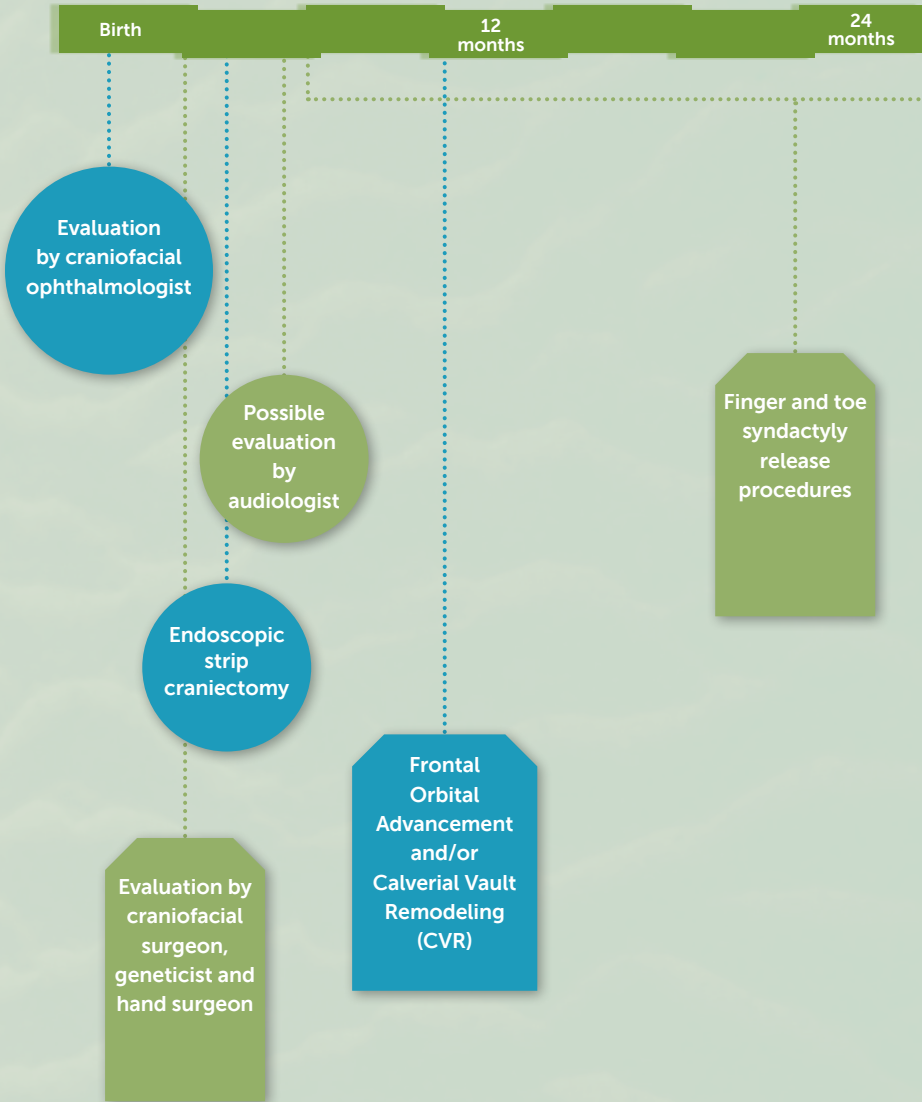 Birth
12
months
24
months
Evaluation
by craniofacial
ophthalmologist
Possible
evaluation
by
audiologist
Finger and toe
syndactyly
release
procedures
Endoscopic
strip
craniectomy
Frontal
Orbital
Advancement
and/or
Calverial Vault
Remodeling
(CVR)
Evaluation by
craniofacial
surgeon,
geneticist and
hand surgeon